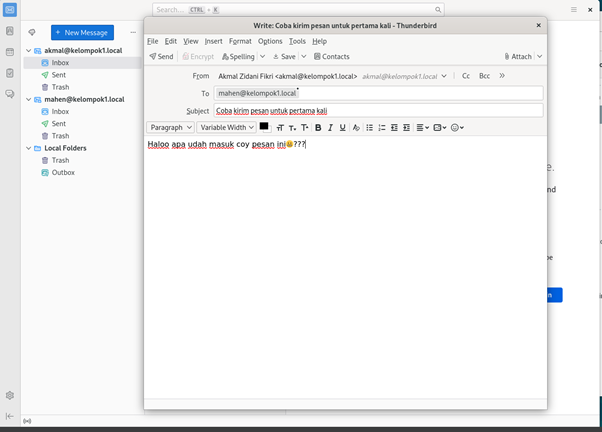 Search... CTRL + K
Write: Coba kirim pesan untuk pertama kali - Thunderbird
New Message
akmal@kelompok1.local
Inbox
Sent
Trash
mahen@kelompok1.local
Inbox
Sent
Trash
Local Folders
Trash
Outbox
File Edit View Insert Format Options Tools Help
Send Encrypt Spelling Save Contacts Attach
From Akmal Zidani Fikri <akmal@kelompok1.local> akmal@kelompok1.local Cc Bcc
To mahen@kelompok1.local
Subject Coba kirim pesan untuk pertama kali
Paragraph Variable Width
Haloo apa udah masuk coy pesan ini😀???
e.
nd
be
n